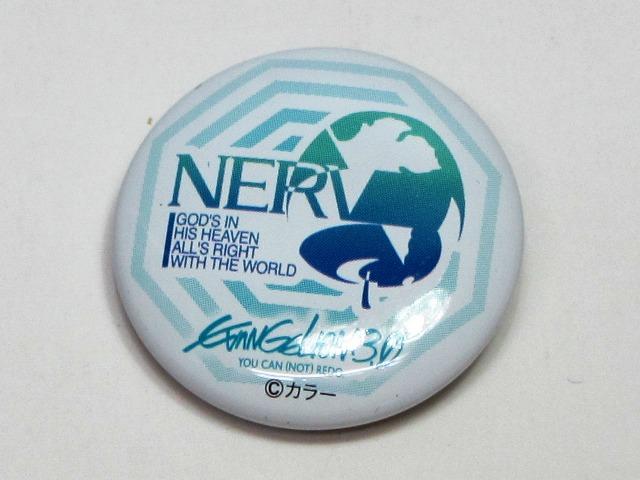 NERV
GOD'S IN
HIS HEAVEN
ALL'S RIGHT
WITH THE WORLD
EVANGELION:3.0
YOU CAN (NOT) REDO.
©カラー